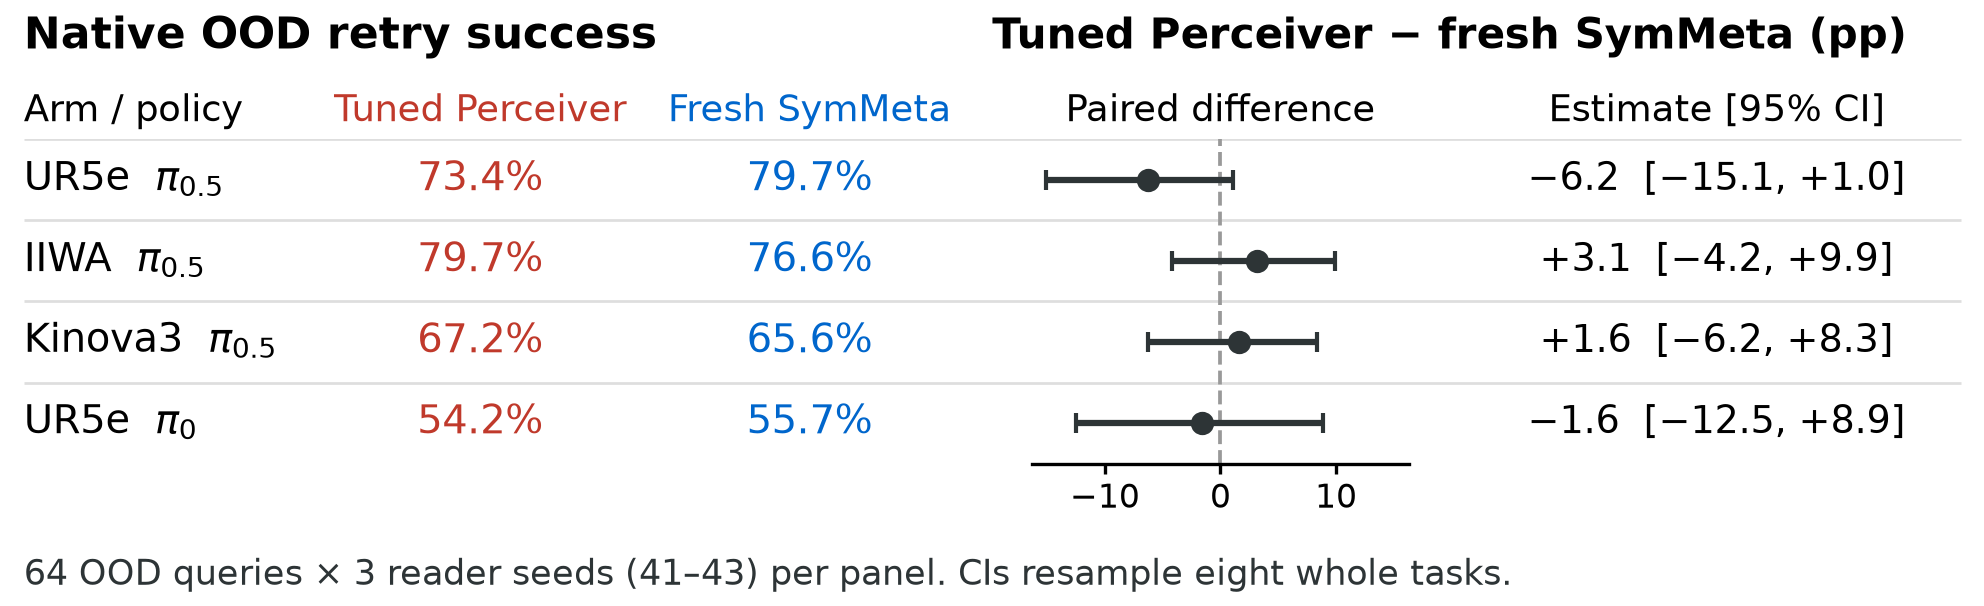 Native OOD retry success    Tuned Perceiver − fresh SymMeta (pp)
Arm / policy    Tuned Perceiver    Fresh SymMeta    Paired difference    Estimate [95% CI]
UR5e π0.5    73.4%    79.7%    −6.2 [−15.1, +1.0]
IIWA π0.5    79.7%    76.6%    +3.1 [−4.2, +9.9]
Kinova3 π0.5    67.2%    65.6%    +1.6 [−6.2, +8.3]
UR5e π0    54.2%    55.7%    −1.6 [−12.5, +8.9]
−10    0    10
64 OOD queries × 3 reader seeds (41–43) per panel. CIs resample eight whole tasks.